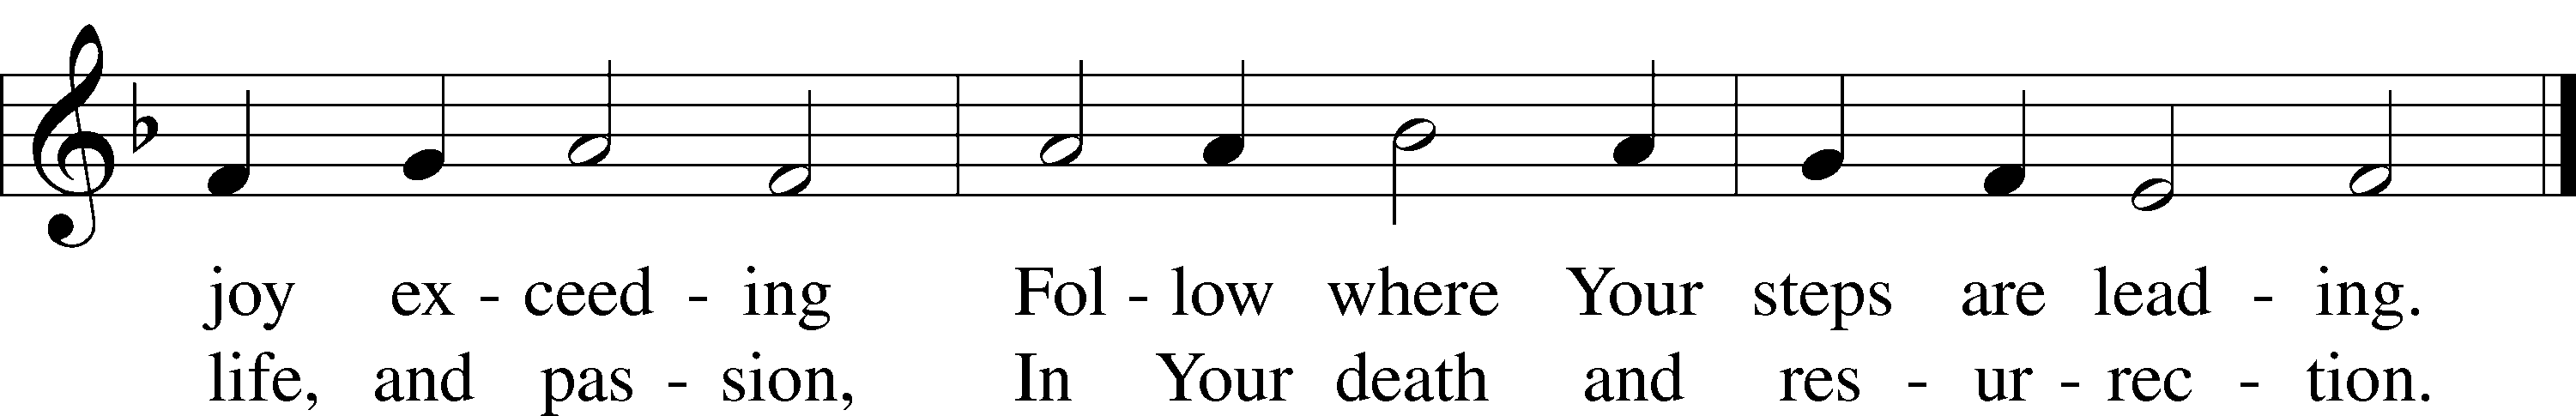 joy ex - ceed - ing Fol - low where Your steps are lead - ing.
life, and pas - sion, In Your death and res - ur - rec - tion.